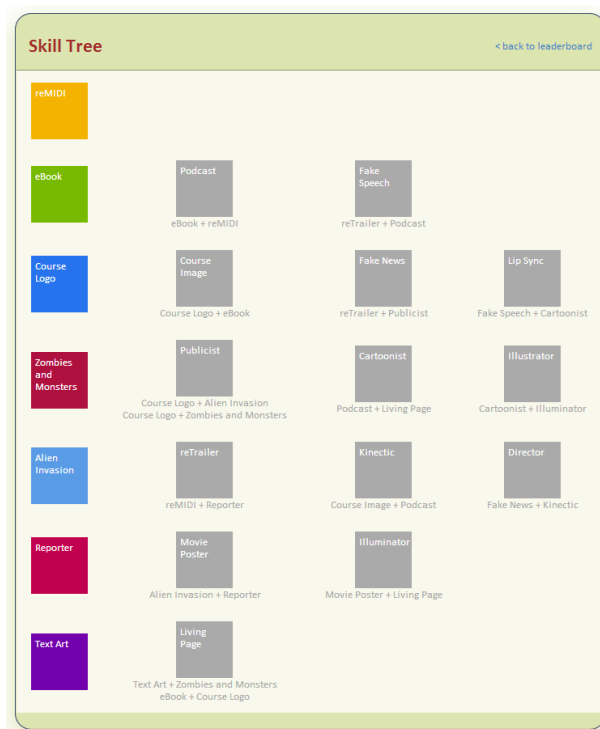 Skill Tree
< back to leaderboard
reMIDI
eBook
Podcast
eBook + reMIDI
Fake
Speech
reTrailer + Podcast
Course
Logo
Course
Image
Course Logo + eBook
Fake News
reTrailer + Publicist
Lip Sync
Fake Speech + Cartoonist
Zombies
and
Monsters
Publicist
Course Logo + Alien Invasion
Course Logo + Zombies and Monsters
Cartoonist
Podcast + Living Page
Illustrator
Cartoonist + Illuminator
Alien
Invasion
reTrailer
reMIDI + Reporter
Kinectic
Course Image + Podcast
Director
Fake News + Kinectic
Reporter
Movie
Poster
Alien Invasion + Reporter
Illuminator
Movie Poster + Living Page
Text Art
Living
Page
Text Art + Zombies and Monsters
eBook + Course Logo